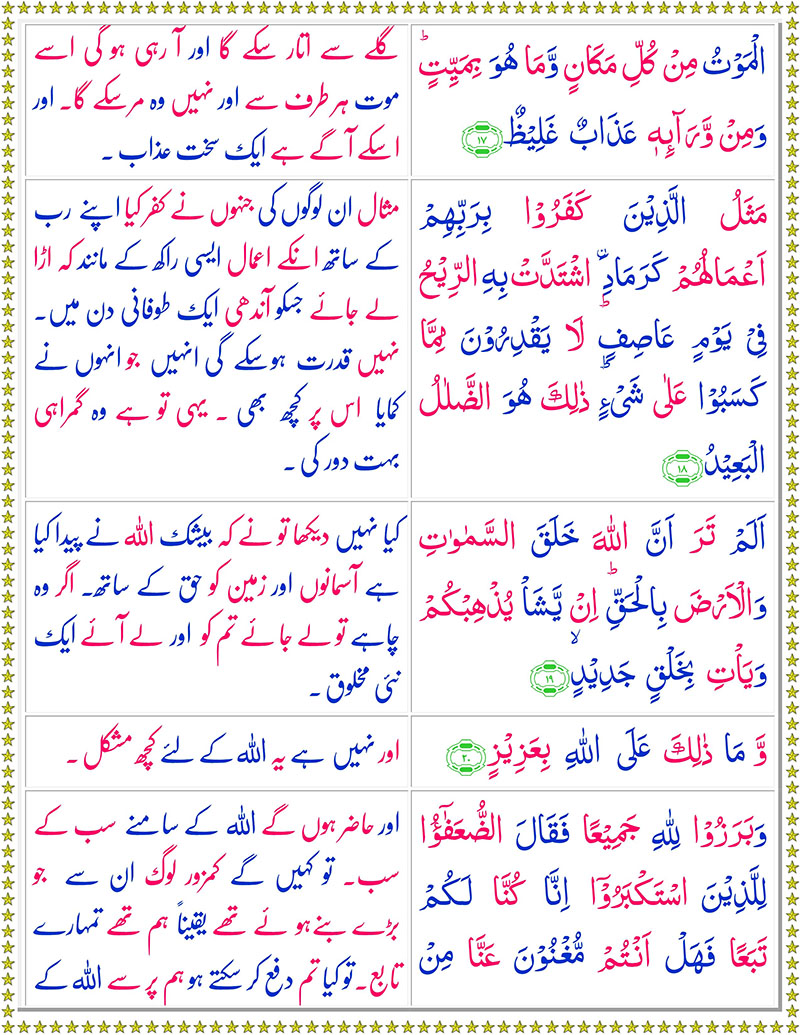 الْمَوْتُ مِنْ كُلِّ مَكَانٍ وَّمَا هُوَ بِمَيِّتٍ ؕ
وَمِنْ وَّرَآىِٕهٖ عَذَابٌ غَلِيْظٌ ١٧
گلے سے اتار سکے گا اور آ رہی ہو گی اسے
موت ہر طرف سے اور نہیں وہ مر سکے گا۔ اور
اسکے آگے ہے ایک سخت عذاب ۔
مَثَلُ الَّذِيْنَ كَفَرُوْا بِرَبِّهِمْ
اَعْمَالُهُمْ كَرَمَادِ ۨاشْتَدَّتْ بِهِ الرِّيْحُ
فِىْ يَوْمٍ عَاصِفٍ ؕ لَا يَقْدِرُوْنَ مِمَّا
كَسَبُوْا عَلٰى شَىْءٍ ؕ ذٰلِكَ هُوَ الضَّلٰلُ
الْبَعِيْدُ ١٨
مثال ان لوگوں کی جنہوں نے کفر کیا اپنے رب
کے ساتھ انکے اعمال ایسی راکھ کے مانند کہ اڑا
لے جائے جسکو آندھی ایک طوفانی دن میں۔
نہیں قدرت ہو سکے گی انہیں جو انہوں نے
کمایا اس پر کچھ بھی ۔ یہی تو ہے وہ گمراہی
بہت دور کی ۔
اَلَمْ تَرَ اَنَّ اللّٰهَ خَلَقَ السَّمٰوٰتِ
وَالْاَرْضَ بِالْحَقِّ ؕ اِنْ يَّشَاْ يُذْهِبْكُمْ
وَيَاْتِ بِخَلْقٍ جَدِيْدٍ ۙ ١٩
کیا نہیں دیکھا تو نے کہ بیشک اللہ نے پیدا کیا
ہے آسمانوں اور زمین کو حق کے ساتھ۔ اگر وہ
چاہے تو لے جائے تم کو اور لے آئے ایک
نئی مخلوق ۔
وَّ مَا ذٰلِكَ عَلَى اللّٰهِ بِعَزِيْزٍ ٢٠
اور نہیں ہے یہ اللہ کے لئے کچھ مشکل ۔
وَبَرَزُوْا لِلّٰهِ جَمِيْعًا فَقَالَ الضُّعَفٰٓؤُا
لِلَّذِيْنَ اسْتَكْبَرُوْۤا اِنَّا كُنَّا لَكُمْ
تَبَعًا فَهَلْ اَنْتُمْ مُّغْنُوْنَ عَنَّا مِنْ
اور حاضر ہوں گے اللہ کے سامنے سب کے
سب۔ تو کہیں گے کمزور لوگ ان سے جو
بڑے بنے ہوئے تھے یقیناً ہم تھے تمہارے
تابع۔ تو کیا تم دفع کر سکتے ہو ہم پر سے اللہ کے